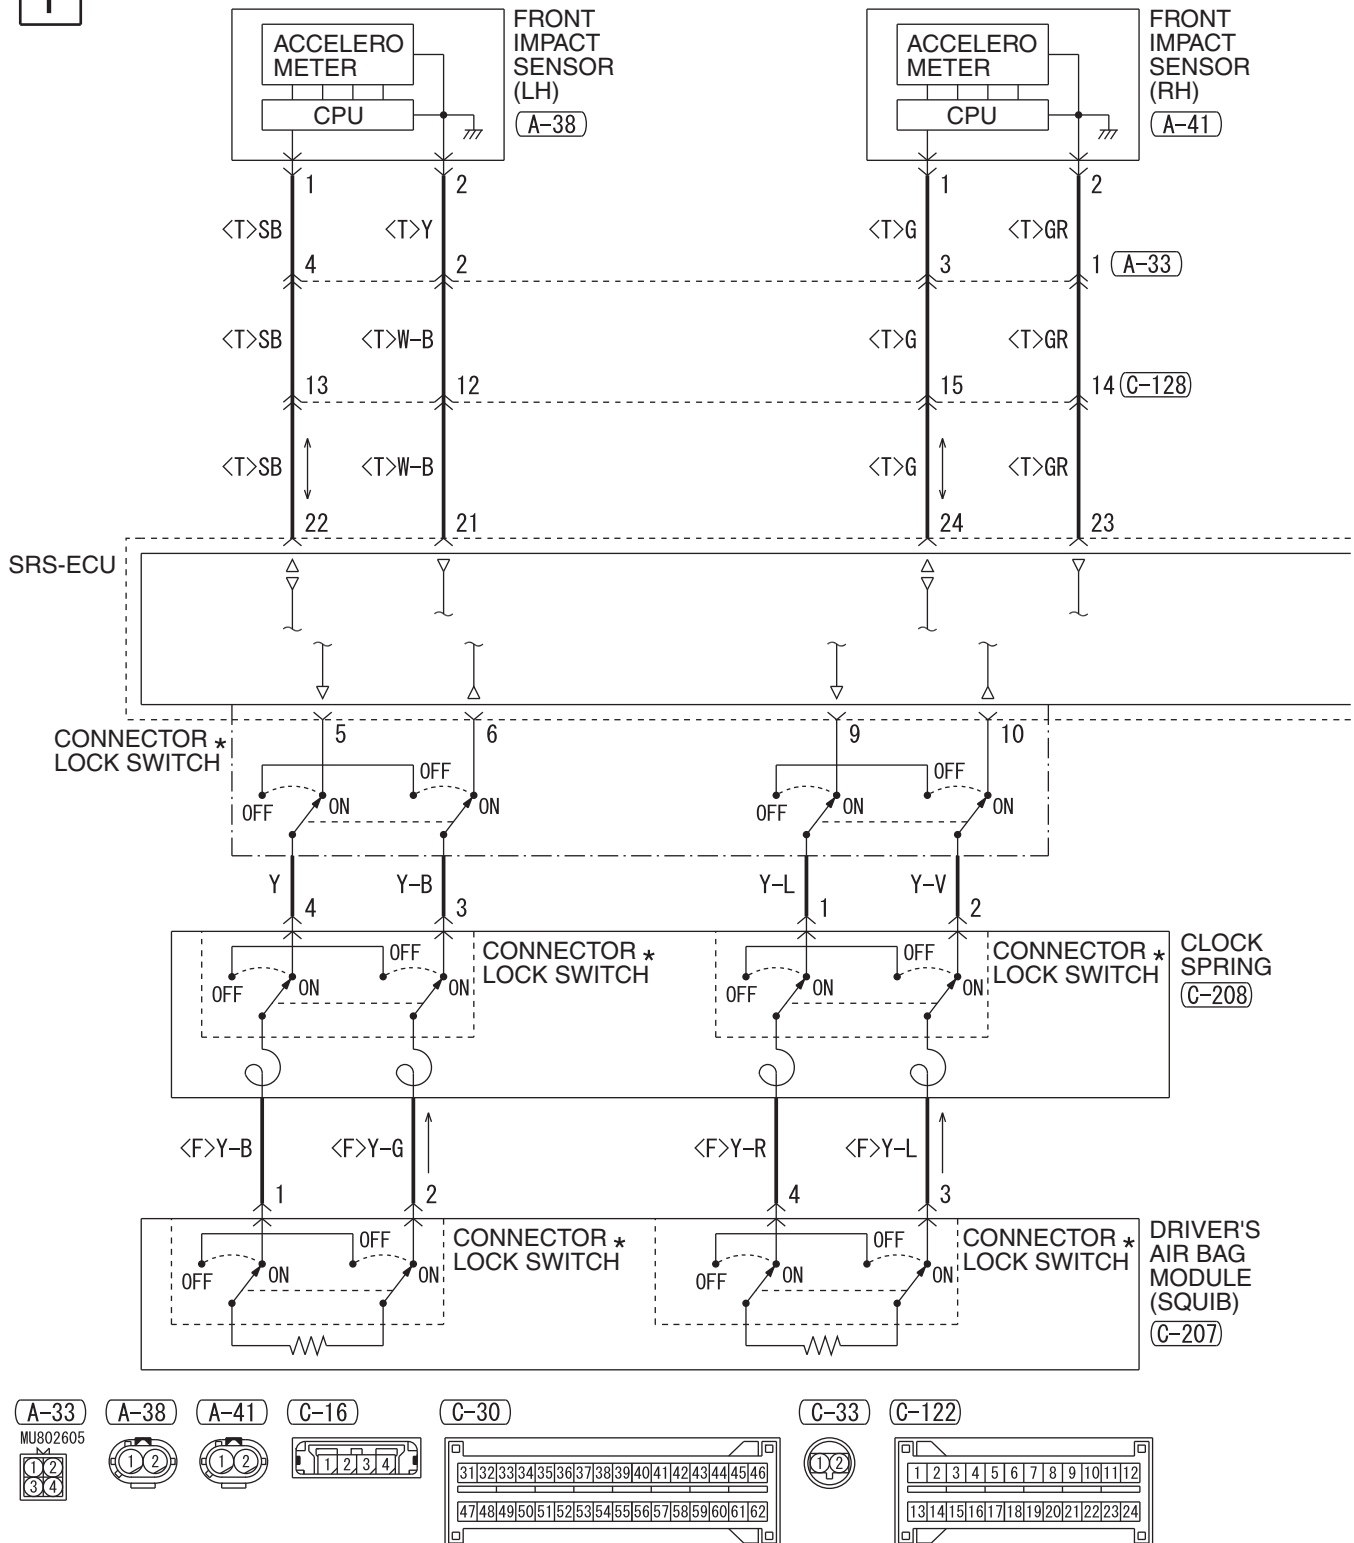 1
FRONT
IMPACT
SENSOR
(LH)
A-38
ACCELERO
METER
CPU
FRONT
IMPACT
SENSOR
(RH)
A-41
ACCELERO
METER
CPU
1 2 1 2
<T>SB <T>Y <T>G <T>GR
4 2 3 1 A-33
<T>SB <T>W-B <T>G <T>GR
13 12 15 14 C-128
<T>SB <T>W-B <T>G <T>GR
22 21 24 23
SRS-ECU
5 6 9 10
CONNECTOR *
LOCK SWITCH
OFF OFF
OFF ON ON OFF ON ON
Y Y-B Y-L Y-V
4 3 1 2
CLOCK
SPRING
C-208
OFF CONNECTOR *
LOCK SWITCH
OFF CONNECTOR *
LOCK SWITCH
OFF ON ON OFF ON ON
<F>Y-B <F>Y-G <F>Y-R <F>Y-L
1 2 4 3
OFF CONNECTOR *
LOCK SWITCH
OFF CONNECTOR *
LOCK SWITCH
OFF ON ON OFF ON ON
DRIVER'S
AIR BAG
MODULE
(SQUIB)
C-207
A-33 A-38 A-41 C-16 C-30 C-33 C-122
MU802605
1 2
3 4
1 2
1 2
1 2 3 4
31 32 33 34 35 36 37 38 39 40 41 42 43 44 45 46
47 48 49 50 51 52 53 54 55 56 57 58 59 60 61 62
1 2
1 2 3 4 5 6 7 8 9 10 11 12
13 14 15 16 17 18 19 20 21 22 23 24